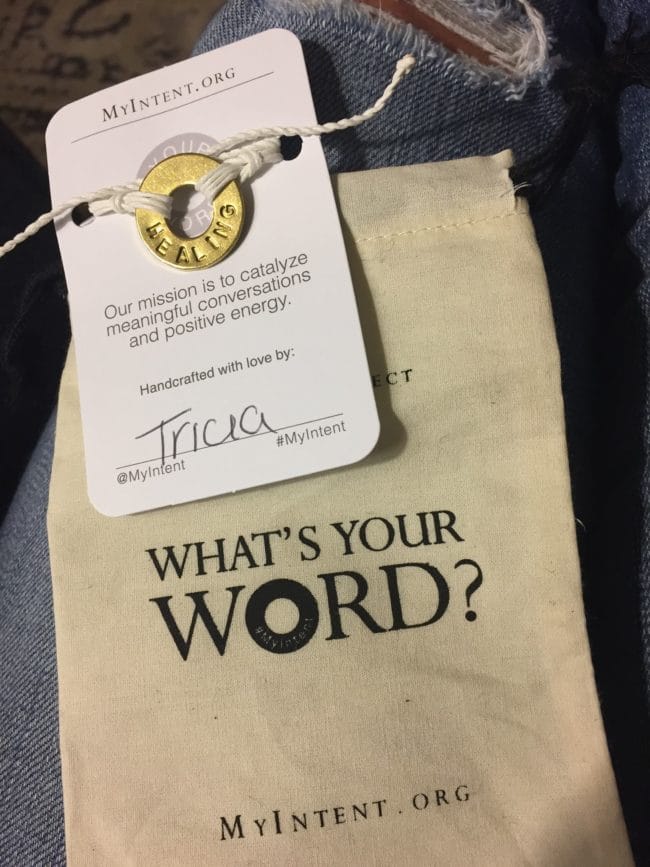 MYINTENT.ORG
YOUR
HEALING
Our mission is to catalyze
meaningful conversations
and positive energy.
Handcrafted with love by:
Tricia
@MyIntent #MyIntent
ECT
WHAT'S YOUR
WORD?
#MyIntent
MYINTENT.ORG